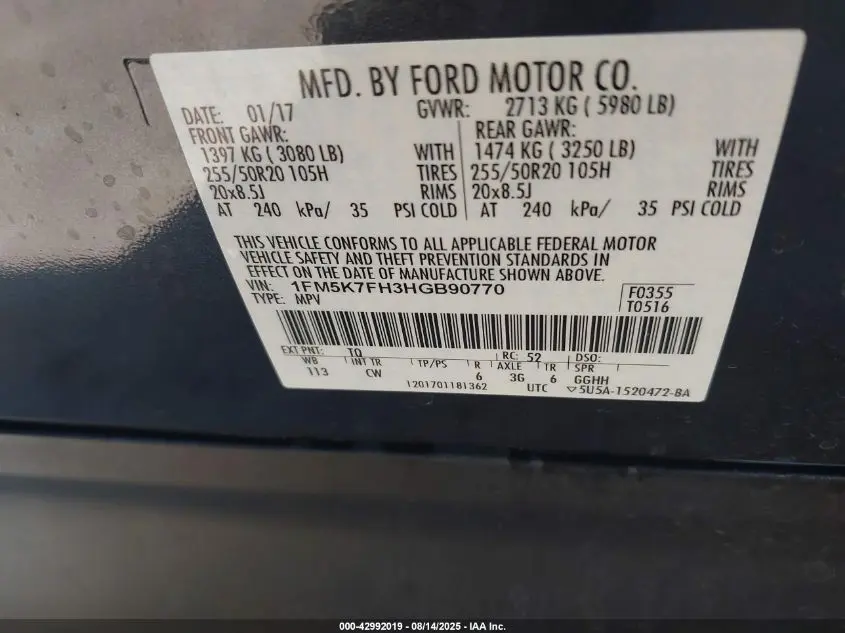 MFD. BY FORD MOTOR CO.
DATE: 01/17 GVWR: 2713 KG ( 5980 LB)
FRONT GAWR: REAR GAWR:
1397 KG ( 3080 LB) WITH 1474 KG ( 3250 LB) WITH
255/50R20 105H TIRES 255/50R20 105H TIRES
20x8.5J RIMS 20x8.5J RIMS
AT 240 kPa/ 35 PSI COLD AT 240 kPa/ 35 PSI COLD
THIS VEHICLE CONFORMS TO ALL APPLICABLE FEDERAL MOTOR
VEHICLE SAFETY AND THEFT PREVENTION STANDARDS IN
EFFECT ON THE DATE OF MANUFACTURE SHOWN ABOVE.
VIN: 1FM5K7FH3HGB90770 F0355
TYPE: MPV T0516
EXT PNT: TQ RC: 52 DSO:
WB INT TR TP/PS R AXLE TR SPR
113 CW 6 3G 6 GGHH
1201701181362 UTC ▽5U5A-1520472-BA
000-42992019 - 08/14/2025 - IAA Inc.